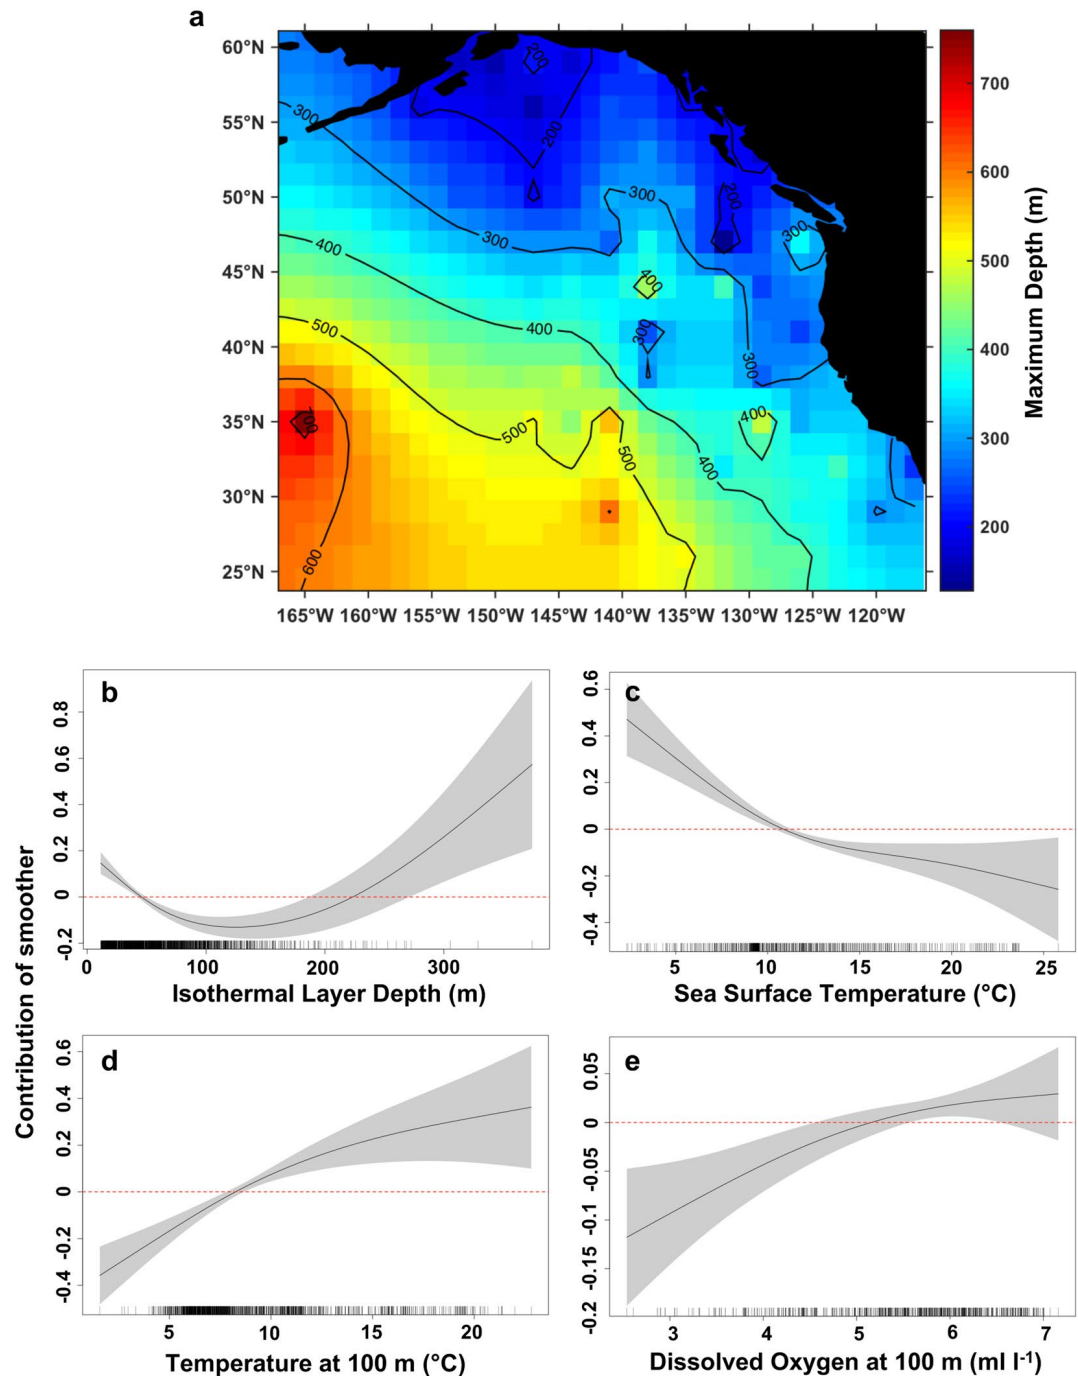 a
60°N
55°N
50°N
45°N
40°N
35°N
30°N
25°N
165°W 160°W 155°W 150°W 145°W 140°W 135°W 130°W 125°W 120°W
200
300
200
200
300
300
300
400
400
300
400
300
500
700
400
500
500
400
600
700
600
500
400
300
200
Maximum Depth (m)
Contribution of smoother
b
0.8
0.6
0.4
0.2
0
-0.2
0 100 200 300
Isothermal Layer Depth (m)
c
0.6
0.4
0.2
0
-0.2
-0.4
5 10 15 20 25
Sea Surface Temperature (°C)
d
0.6
0.4
0.2
0
-0.2
-0.4
5 10 15 20
Temperature at 100 m (°C)
e
0.05
0
-0.05
-0.1
-0.15
-0.2
3 4 5 6 7
Dissolved Oxygen at 100 m (ml l⁻¹)